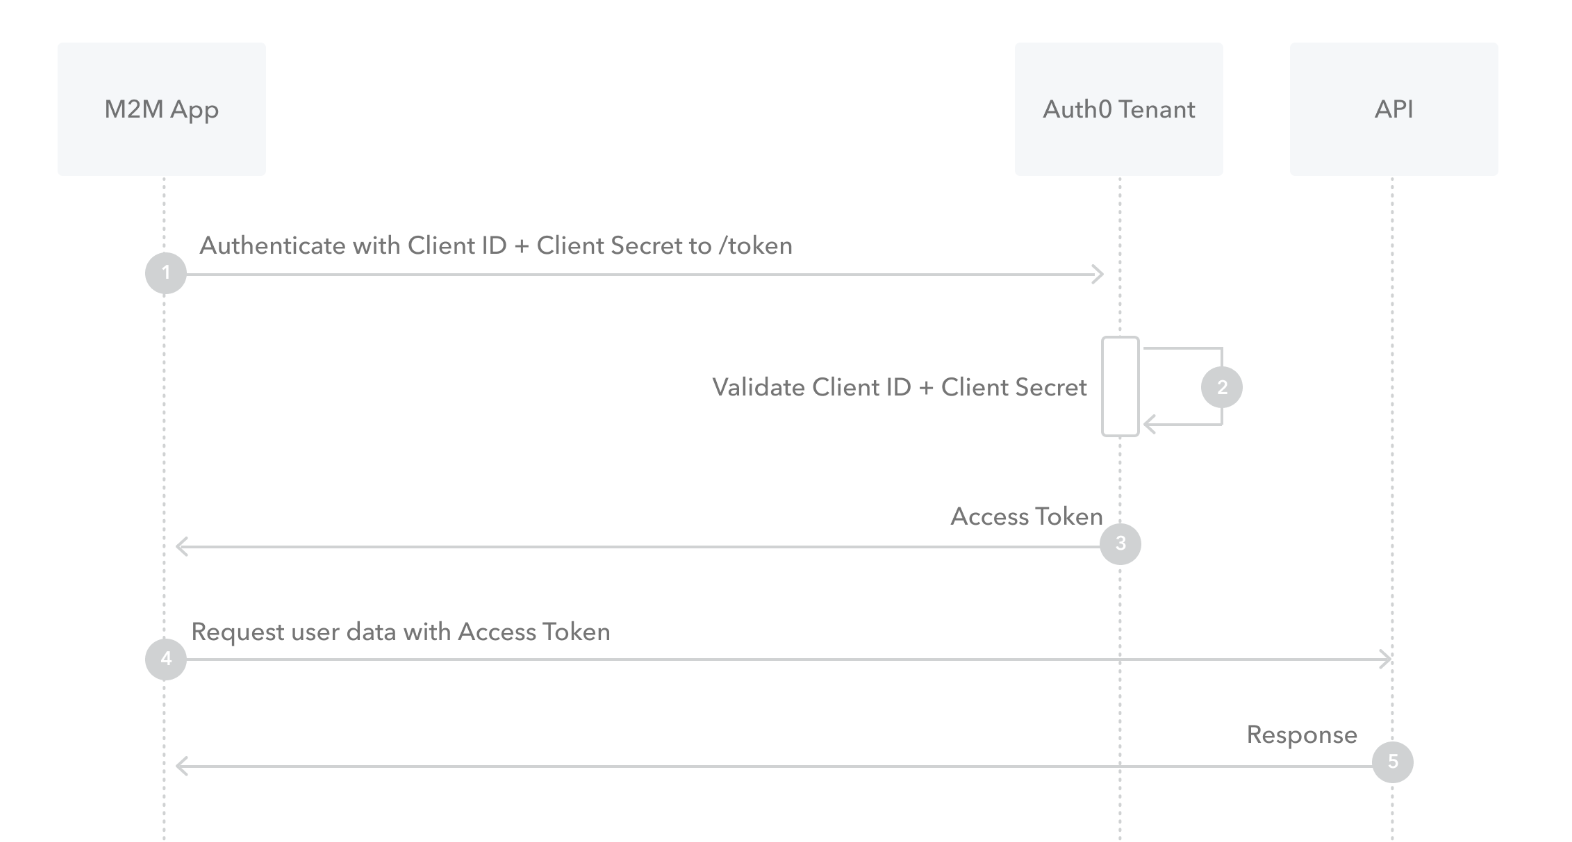 M2M App
Auth0 Tenant
API
Authenticate with Client ID + Client Secret to /token
1
Validate Client ID + Client Secret
2
Access Token
3
Request user data with Access Token
4
Response
5